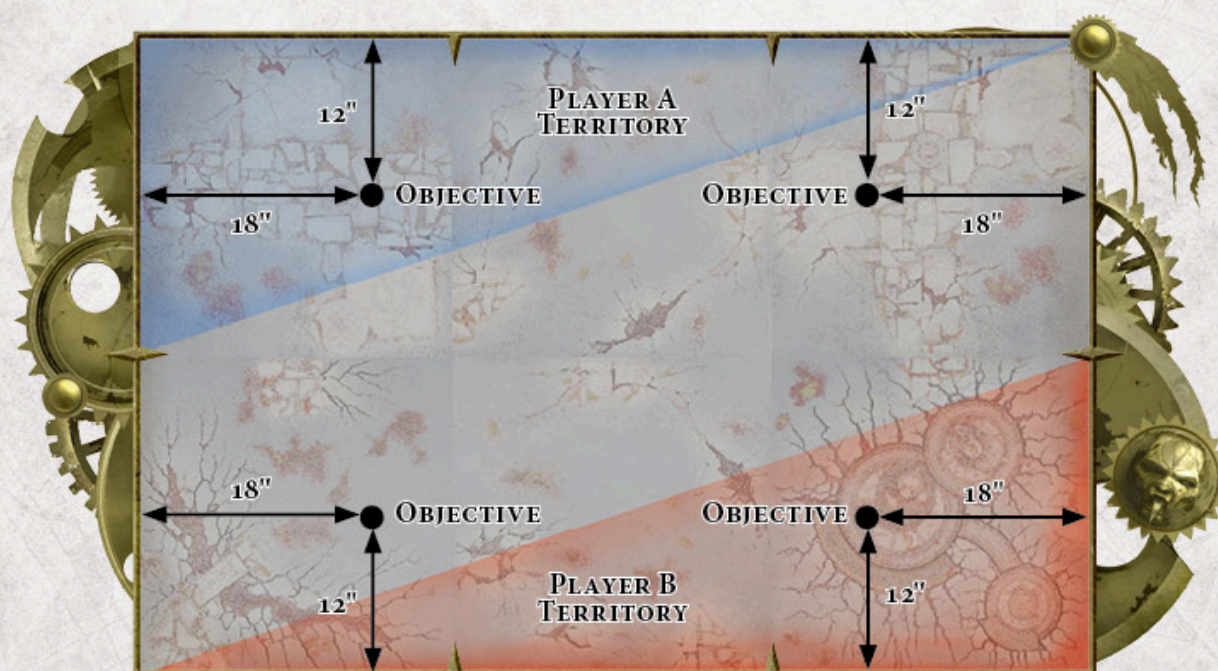 PLAYER A
TERRITORY
12"
12"
OBJECTIVE
OBJECTIVE
18"
18"
18"
18"
OBJECTIVE
OBJECTIVE
PLAYER B
TERRITORY
12"
12"